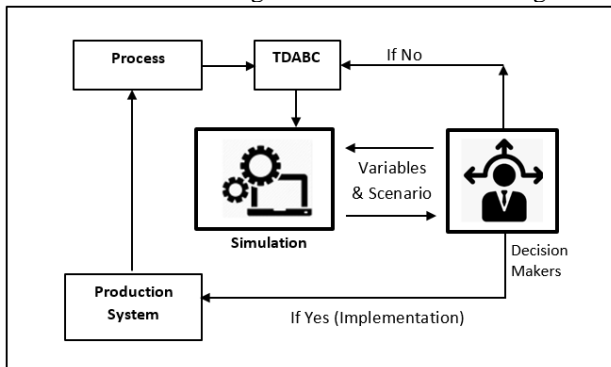 Process
TDABC
If No
Variables
& Scenario
Simulation
Decision
Makers
Production
System
If Yes (Implementation)